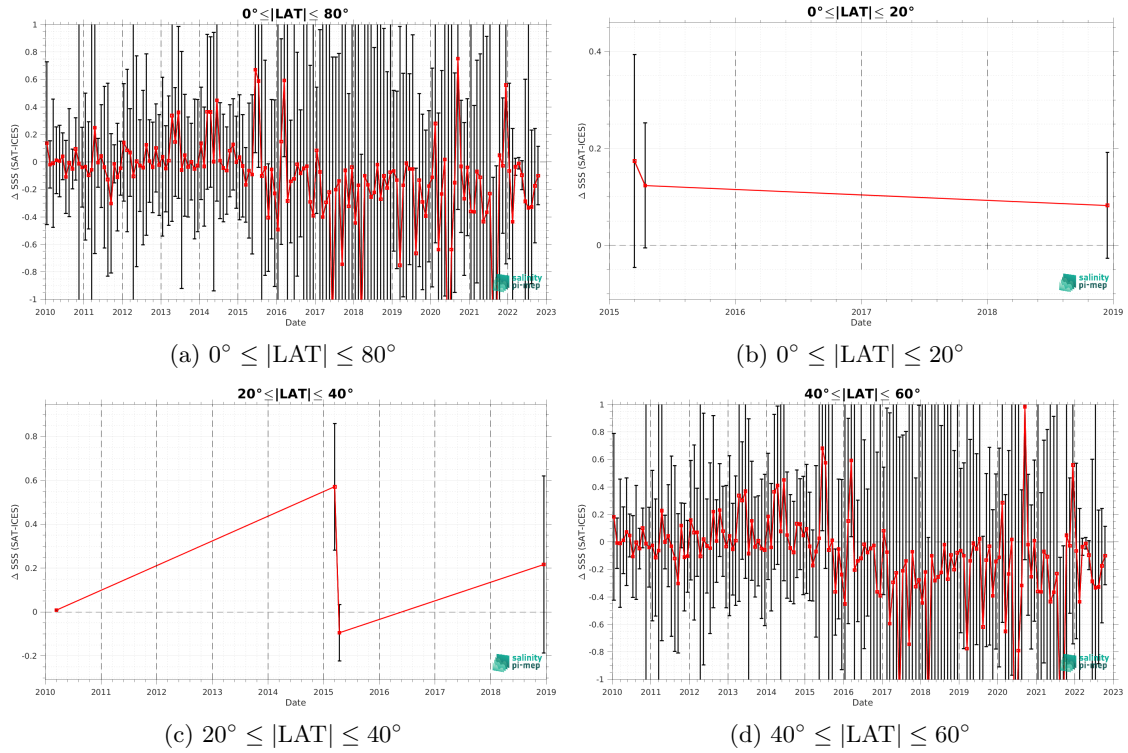 0°≤|LAT|≤ 80°
Δ SSS (SAT-ICES)
1
0.8
0.6
0.4
0.2
0
-0.2
-0.4
-0.6
-0.8
-1
2010 2011 2012 2013 2014 2015 2016 2017 2018 2019 2020 2021 2022 2023
Date
salinity
pi-mep
(a) 0° ≤ |LAT| ≤ 80°
0°≤|LAT|≤ 20°
Δ SSS (SAT-ICES)
0.4
0.2
0
2015 2016 2017 2018 2019
Date
salinity
pi-mep
(b) 0° ≤ |LAT| ≤ 20°
20°≤|LAT|≤ 40°
Δ SSS (SAT-ICES)
0.8
0.6
0.4
0.2
0
-0.2
2010 2011 2012 2013 2014 2015 2016 2017 2018 2019
Date
salinity
pi-mep
(c) 20° ≤ |LAT| ≤ 40°
40°≤|LAT|≤ 60°
Δ SSS (SAT-ICES)
1
0.8
0.6
0.4
0.2
0
-0.2
-0.4
-0.6
-0.8
-1
2010 2011 2012 2013 2014 2015 2016 2017 2018 2019 2020 2021 2022 2023
Date
salinity
pi-mep
(d) 40° ≤ |LAT| ≤ 60°